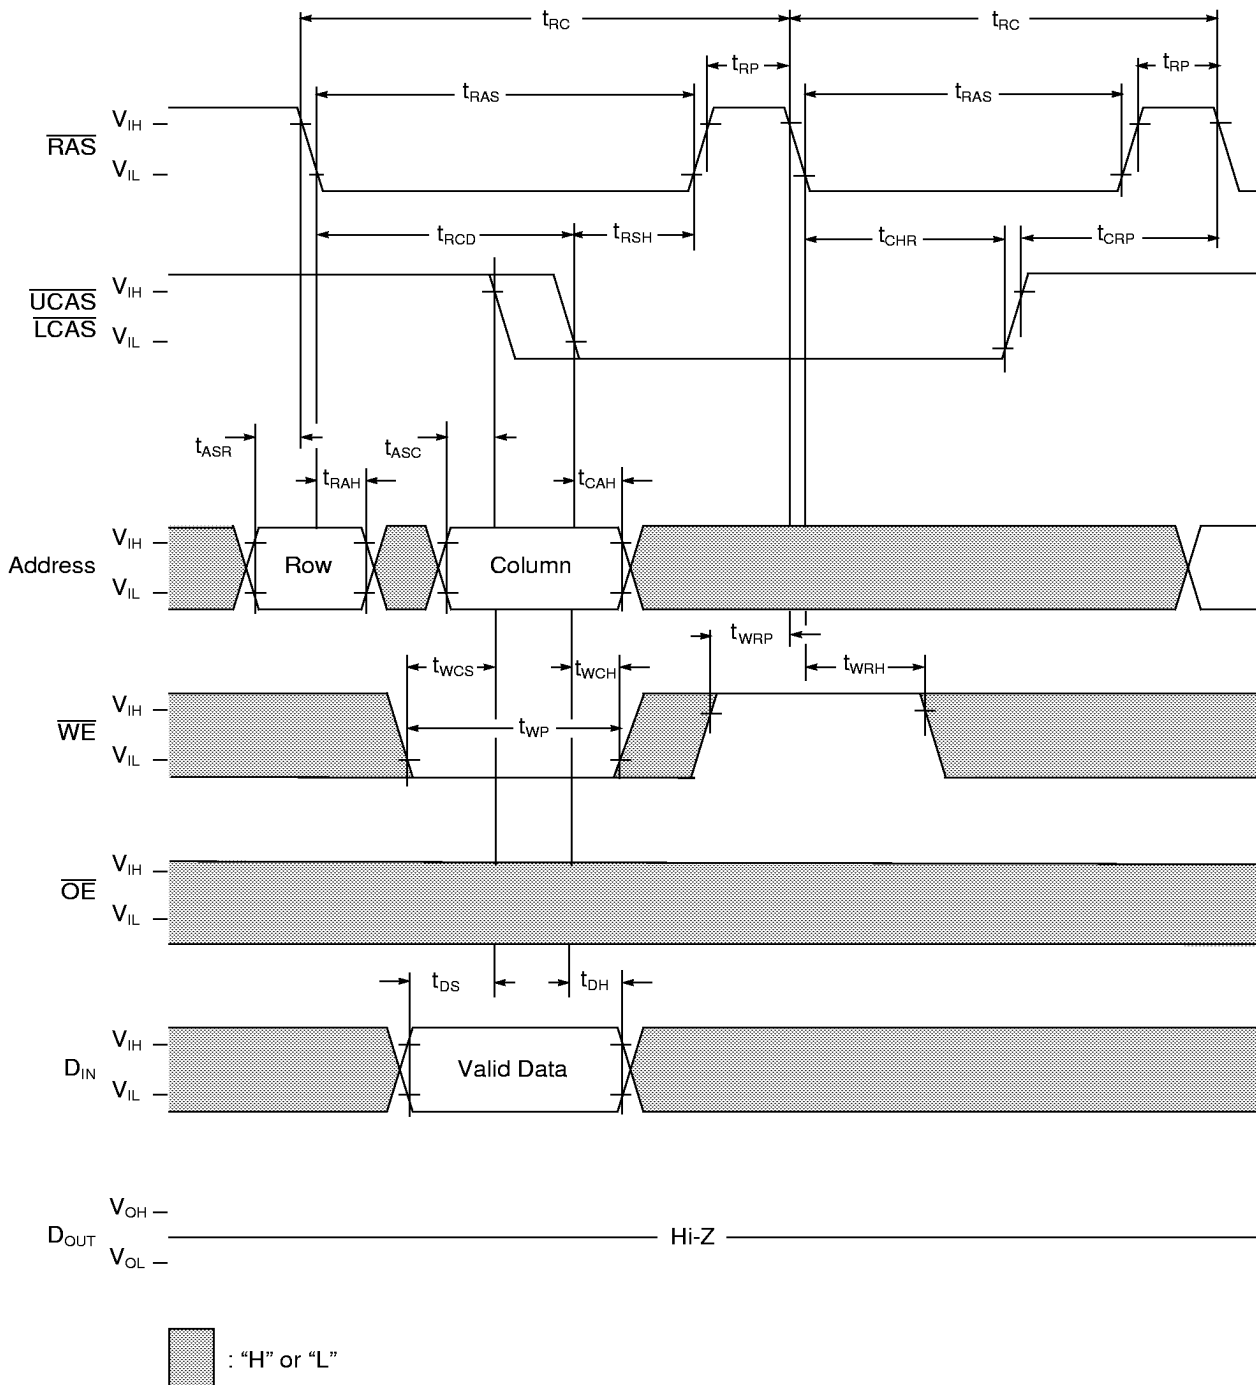 tRC tRC
tRP tRP
tRAS tRAS
RAS VIH
VIL
tRCD tRSH tCHR tCRP
UCAS VIH
LCAS VIL
tASR tASC
tRAH tCAH
Address VIH Row Column
VIL
tWRP
tWCS tWCH tWRH
WE VIH
tWP
VIL
OE VIH
VIL
tDS tDH
DIN VIH Valid Data
VIL
VOH
DOUT Hi-Z
VOL
: “H” or “L”